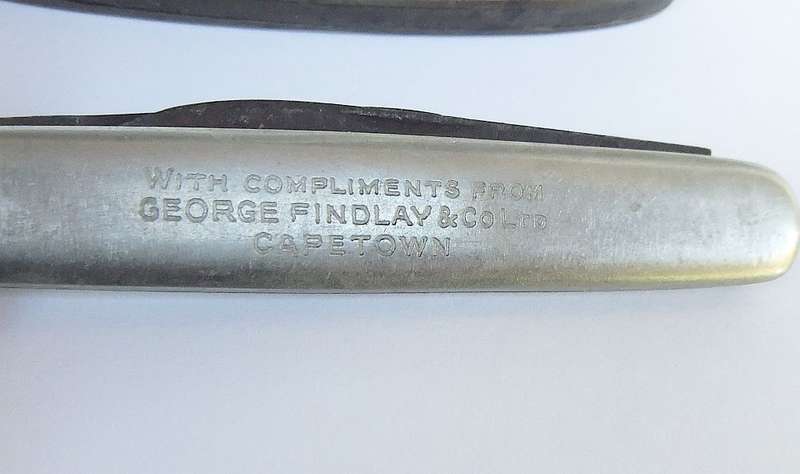 WITH COMPLIMENTS FROM
GEORGE FINDLAY & CO LTD
CAPETOWN